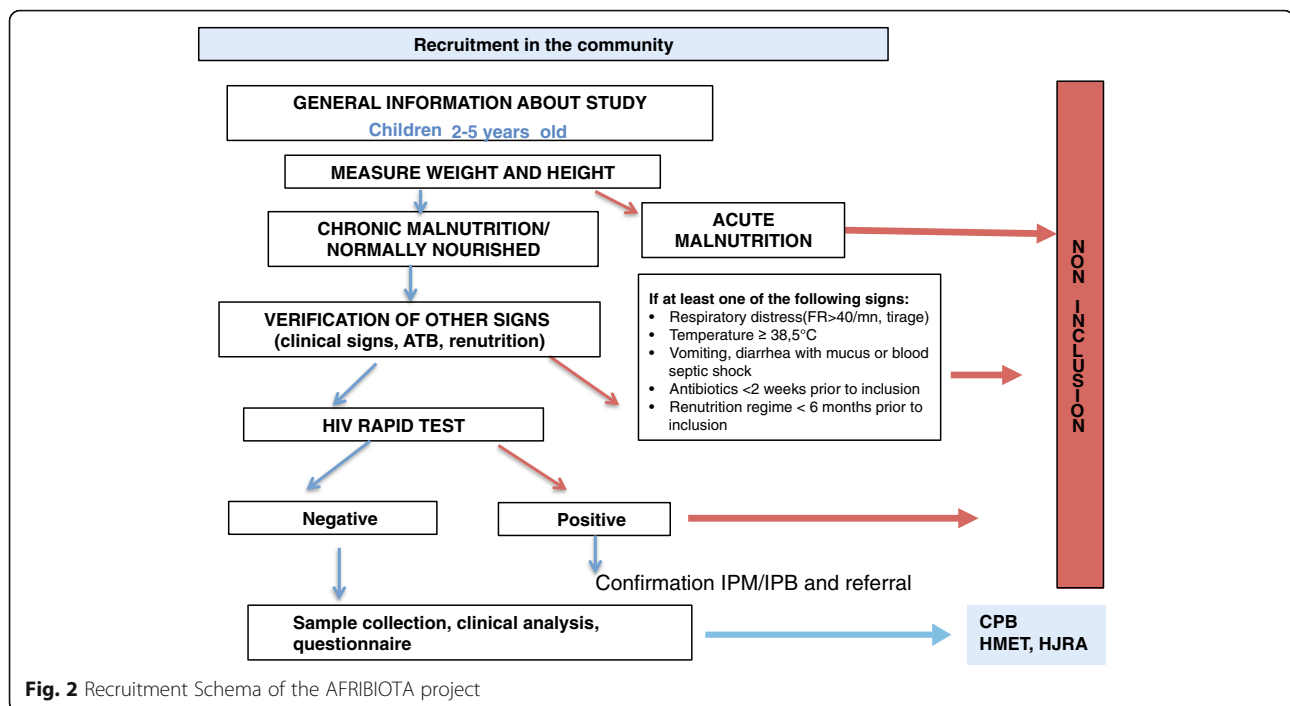 Recruitment in the community
GENERAL INFORMATION ABOUT STUDY
Children 2-5 years old
MEASURE WEIGHT AND HEIGHT
CHRONIC MALNUTRITION/
NORMALLY NOURISHED
ACUTE
MALNUTRITION
VERIFICATION OF OTHER SIGNS
(clinical signs, ATB, renutrition)
If at least one of the following signs:
• Respiratory distress(FR>40/mn, tirage)
• Temperature ≥ 38,5°C
• Vomiting, diarrhea with mucus or blood
septic shock
• Antibiotics <2 weeks prior to inclusion
• Renutrition regime < 6 months prior to
inclusion
NON INCLUSION
HIV RAPID TEST
Negative
Positive
Confirmation IPM/IPB and referral
Sample collection, clinical analysis,
questionnaire
CPB
HMET, HJRA
Fig. 2 Recruitment Schema of the AFRIBIOTA project